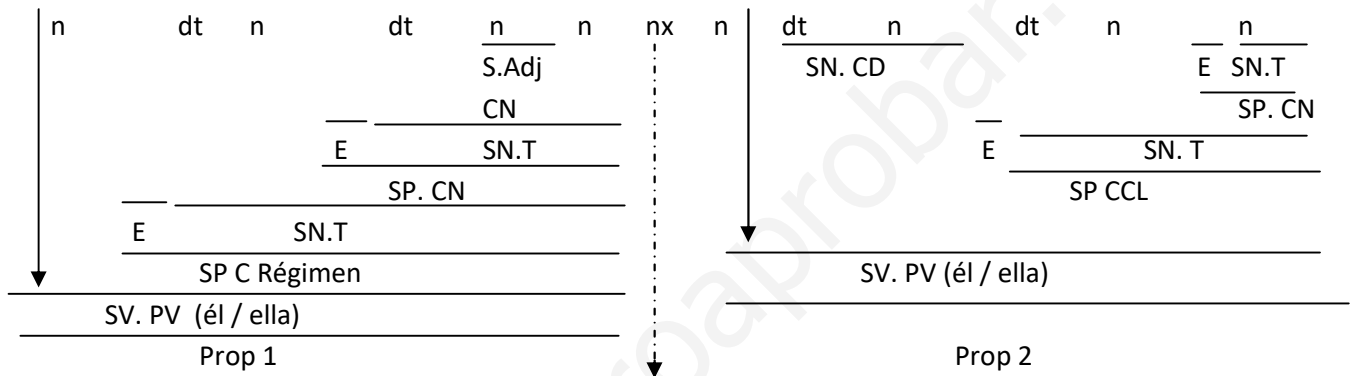 n dt n dt n n nx n dt n dt n n
S.Adj SN. CD E SN.T
CN SP. CN
E SN.T E SN. T
SP. CN SP CCL
E SN.T
SP C Régimen SV. PV (él / ella)
SV. PV (él / ella)
Prop 1 Prop 2